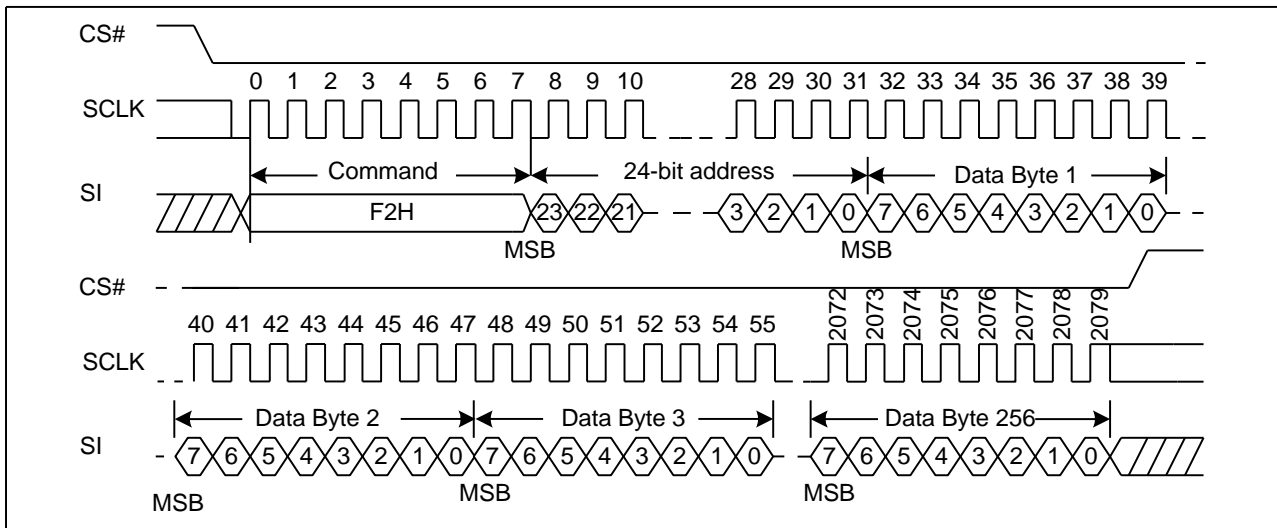 CS#
0 1 2 3 4 5 6 7 8 9 10 28 29 30 31 32 33 34 35 36 37 38 39
SCLK
Command 24-bit address Data Byte 1
SI
F2H 23 22 21 3 2 1 0 7 6 5 4 3 2 1 0
MSB MSB
CS#
2072 2073 2074 2075 2076 2077 2078 2079
40 41 42 43 44 45 46 47 48 49 50 51 52 53 54 55
SCLK
Data Byte 2 Data Byte 3 Data Byte 256
SI
7 6 5 4 3 2 1 0 7 6 5 4 3 2 1 0 7 6 5 4 3 2 1 0
MSB MSB MSB